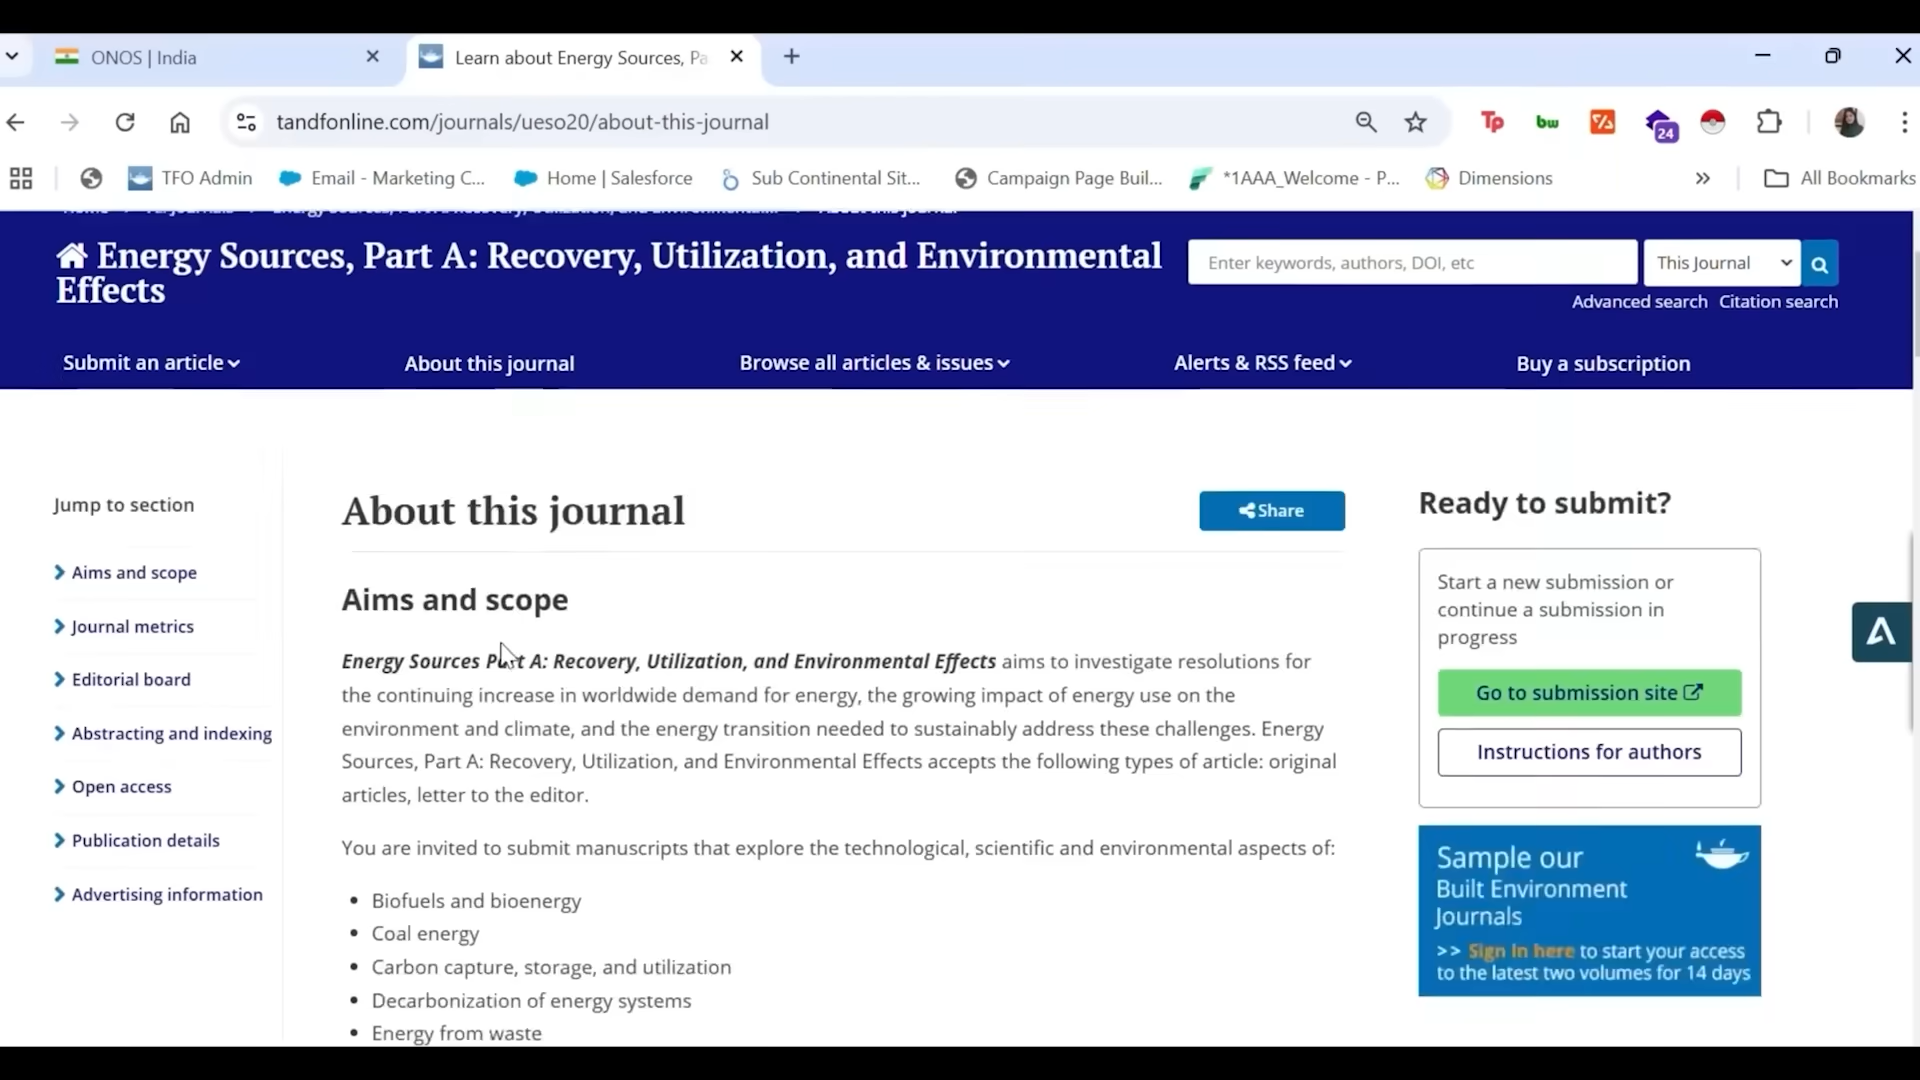 ONOS | India
Learn about Energy Sources, Pa
tandfonline.com/journals/ueso20/about-this-journal
Tp
bw
24
TFO Admin
Email - Marketing C...
Home | Salesforce
Sub Continental Sit...
Campaign Page Buil...
*1AAA_Welcome - P...
Dimensions
All Bookmarks
Energy Sources, Part A: Recovery, Utilization, and Environmental
Effects
Enter keywords, authors, DOI, etc
This Journal
Advanced search Citation search
Submit an article
About this journal
Browse all articles & issues
Alerts & RSS feed
Buy a subscription
Jump to section
Aims and scope
Journal metrics
Editorial board
Abstracting and indexing
Open access
Publication details
Advertising information
About this journal
Share
Aims and scope
Energy Sources Part A: Recovery, Utilization, and Environmental Effects aims to investigate resolutions for
the continuing increase in worldwide demand for energy, the growing impact of energy use on the
environment and climate, and the energy transition needed to sustainably address these challenges. Energy
Sources, Part A: Recovery, Utilization, and Environmental Effects accepts the following types of article: original
articles, letter to the editor.
You are invited to submit manuscripts that explore the technological, scientific and environmental aspects of:
• Biofuels and bioenergy
• Coal energy
• Carbon capture, storage, and utilization
• Decarbonization of energy systems
• Energy from waste
Ready to submit?
Start a new submission or
continue a submission in
progress
Go to submission site
Instructions for authors
Sample our
Built Environment
Journals
>> Sign in here to start your access
to the latest two volumes for 14 days